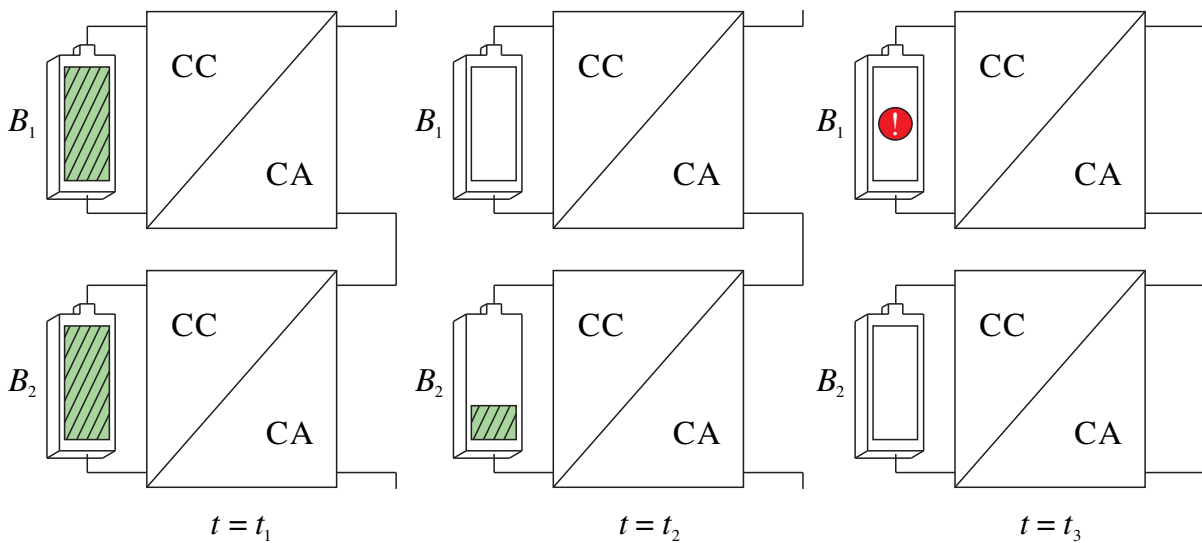 CC
CA
B₁
CC
CA
B₂
t = t₁
CC
CA
B₁
CC
CA
B₂
t = t₂
CC
CA
B₁
!
CC
CA
B₂
t = t₃